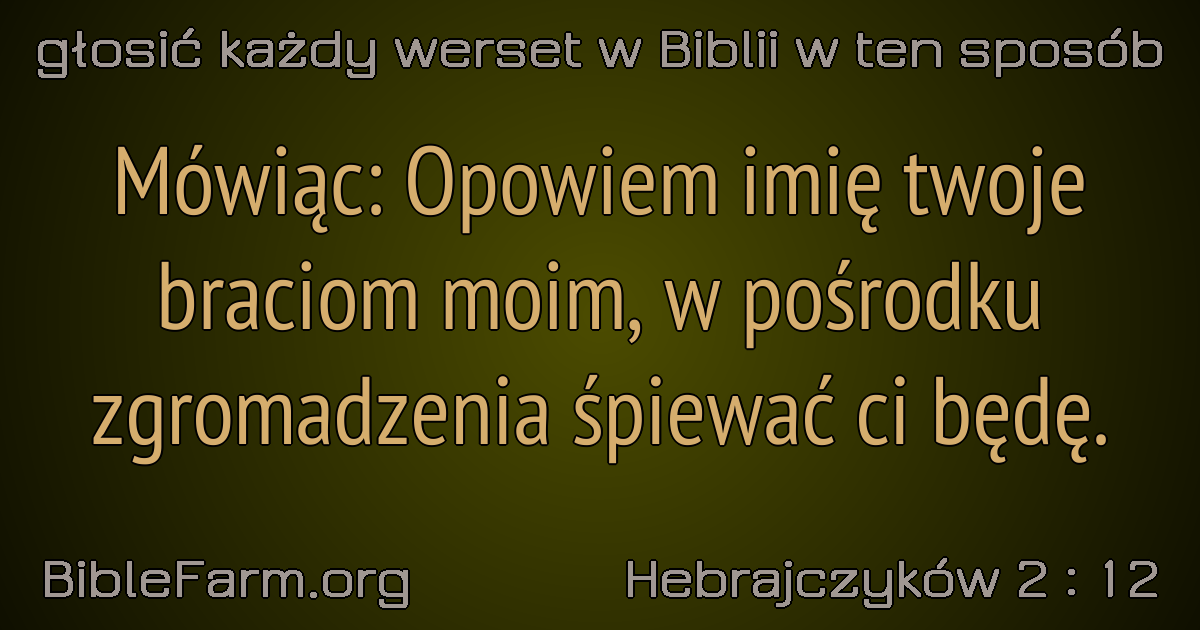 głosić każdy werset w Biblii w ten sposób
Mówiąc: Opowiem imię twoje
braciom moim, w pośrodku
zgromadzenia śpiewać ci będę.
BibleFarm.org
Hebrajczyków 2 : 12